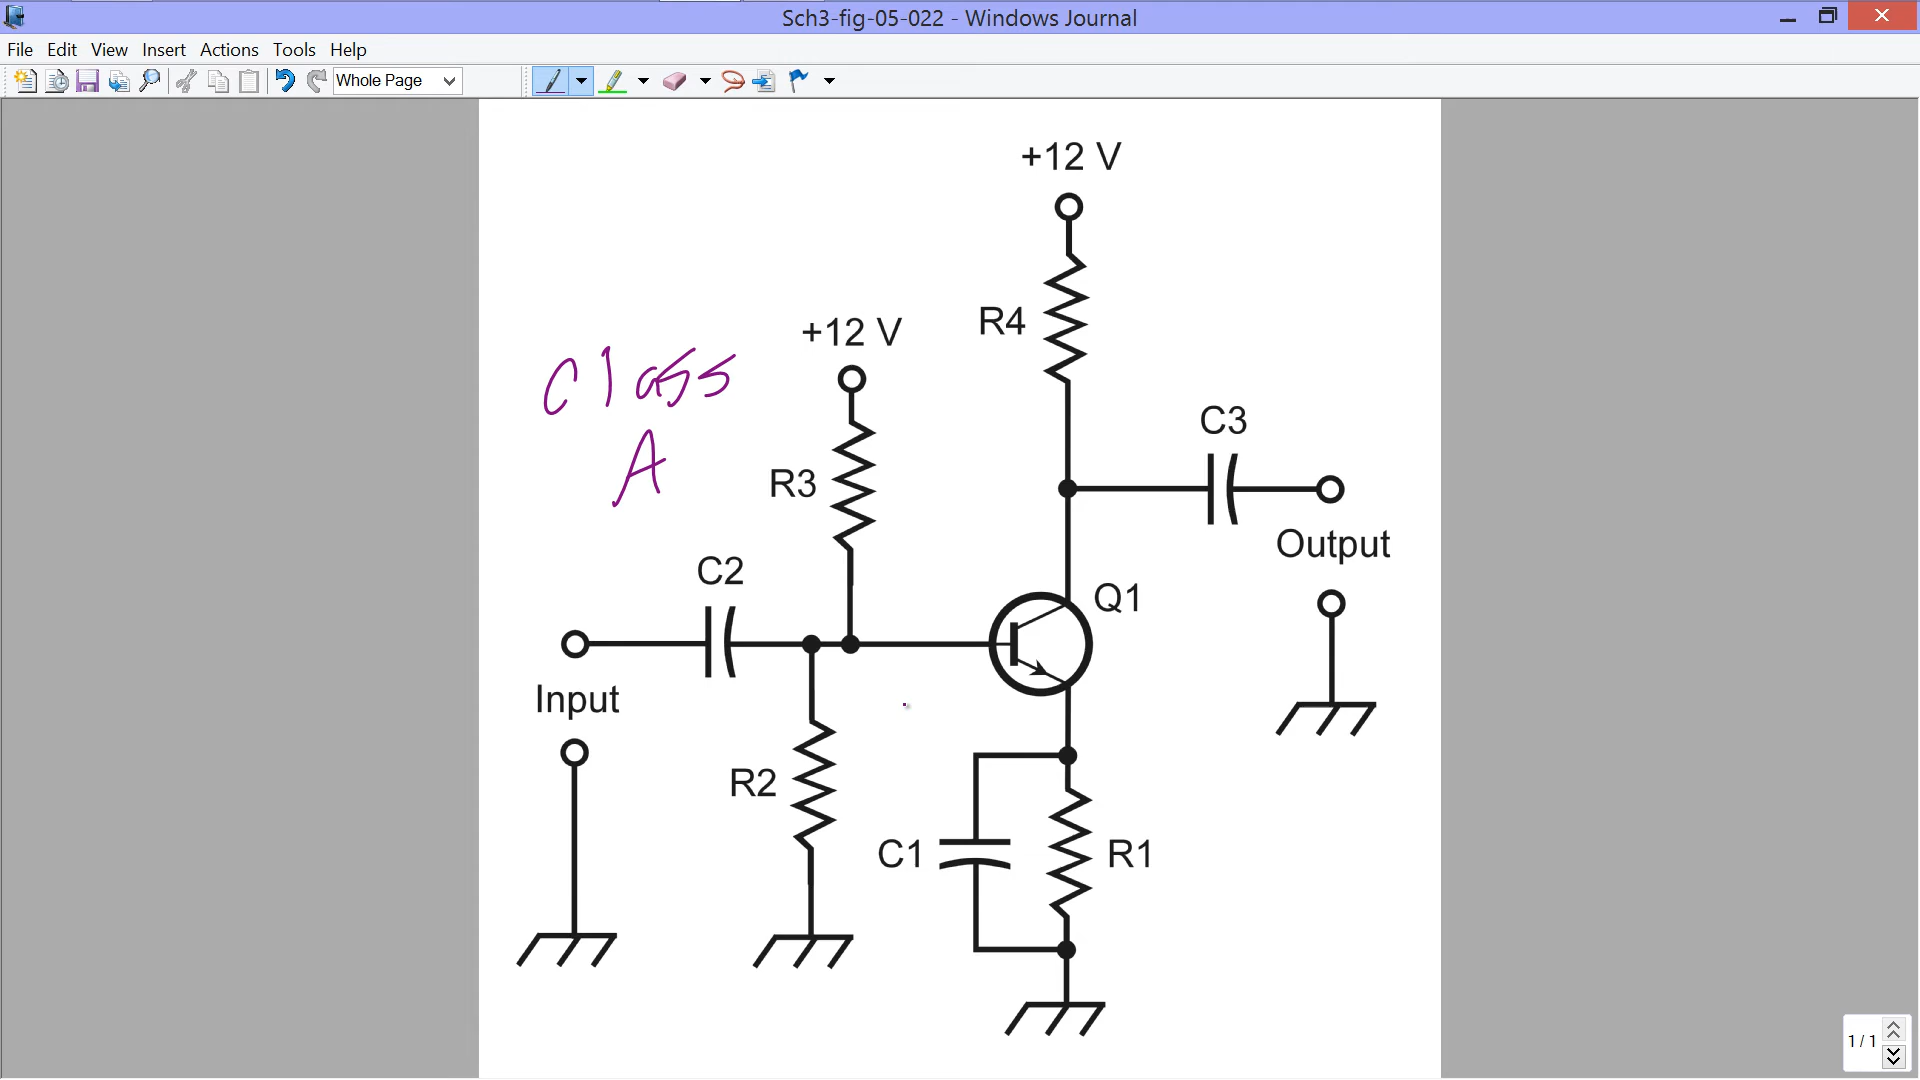 Sch3-fig-05-022 - Windows Journal
File Edit View Insert Actions Tools Help
Whole Page
+12 V
R4
+12 V
Class
A
R3
C3
Output
C2
Q1
Input
R2
C1
R1
1 / 1